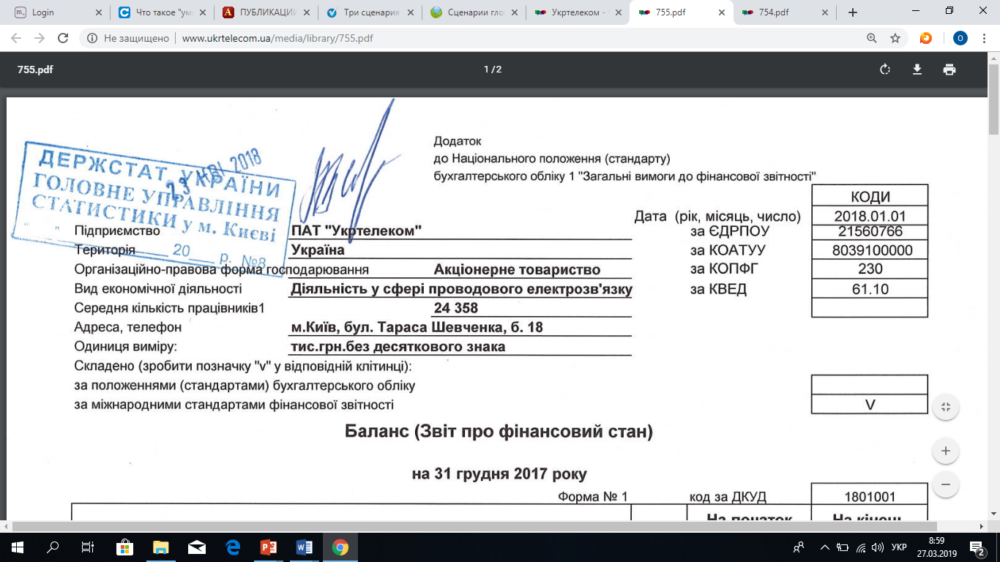 Login
Что такое "ум
ПУБЛИКАЦИ
Три сценария
Сценарии гло
Укртелеком -
755.pdf
754.pdf
Не защищено www.ukrtelecom.ua/media/library/755.pdf
755.pdf
1 / 2
Додаток
до Національного положення (стандарту)
бухгалтерського обліку 1 "Загальні вимоги до фінансової звітності"
ДЕРЖСТАТ УКРАЇНИ
23 КВІ 2018
ГОЛОВНЕ УПРАВЛІННЯ
СТАТИСТИКИ у м. Києві
" " 20 р. №8
КОДИ
Дата (рік, місяць, число) 2018.01.01
Підприємство ПАТ "Укртелеком" за ЄДРПОУ 21560766
Територія Україна за КОАТУУ 8039100000
Організаційно-правова форма господарювання Акціонерне товариство за КОПФГ 230
Вид економічної діяльності Діяльність у сфері проводового електрозв'язку за КВЕД 61.10
Середня кількість працівників1 24 358
Адреса, телефон м.Київ, бул. Тараса Шевченка, б. 18
Одиниця виміру: тис.грн.без десяткового знака
Складено (зробити позначку "v" у відповідній клітинці):
за положеннями (стандартами) бухгалтерського обліку
за міжнародними стандартами фінансової звітності V
Баланс (Звіт про фінансовий стан)
на 31 грудня 2017 року
Форма № 1 код за ДКУД 1801001
На початок На кінець
УКР
8:59
27.03.2019
2